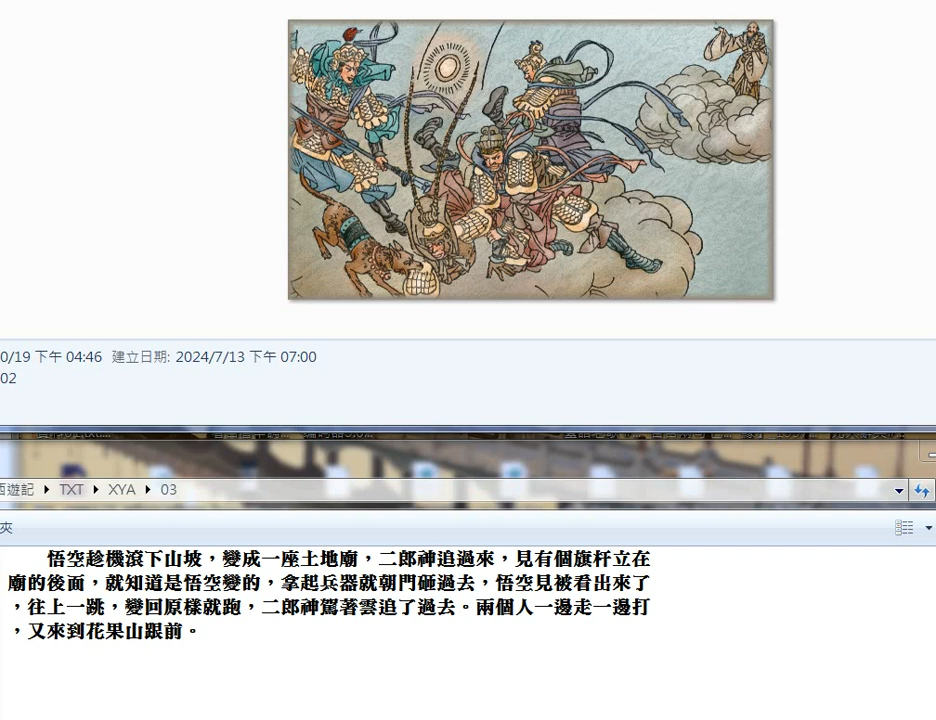 0/19 下午 04:46 建立日期: 2024/7/13 下午 07:00
02
西遊記 TXT XYA 03
夾
悟空趁機滾下山坡，變成一座土地廟，二郎神追過來，見有個旗杆立在
廟的後面，就知道是悟空變的，拿起兵器就朝門砸過去，悟空見被看出來了
，往上一跳，變回原樣就跑，二郎神駕著雲追了過去。兩個人一邊走一邊打
，又來到花果山跟前。